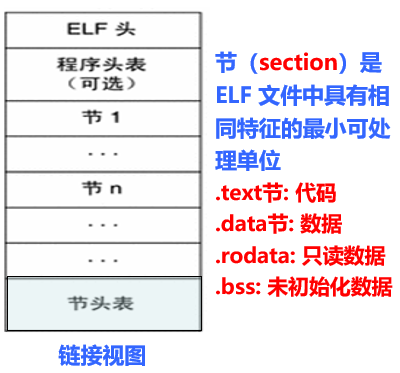 ELF 头
程序头表
（可选）
节 1
. . .
节 n
. . .
. . .
节头表
链接视图
节（section）是
ELF 文件中具有相
同特征的最小可处
理单位
.text节: 代码
.data节: 数据
.rodata: 只读数据
.bss: 未初始化数据